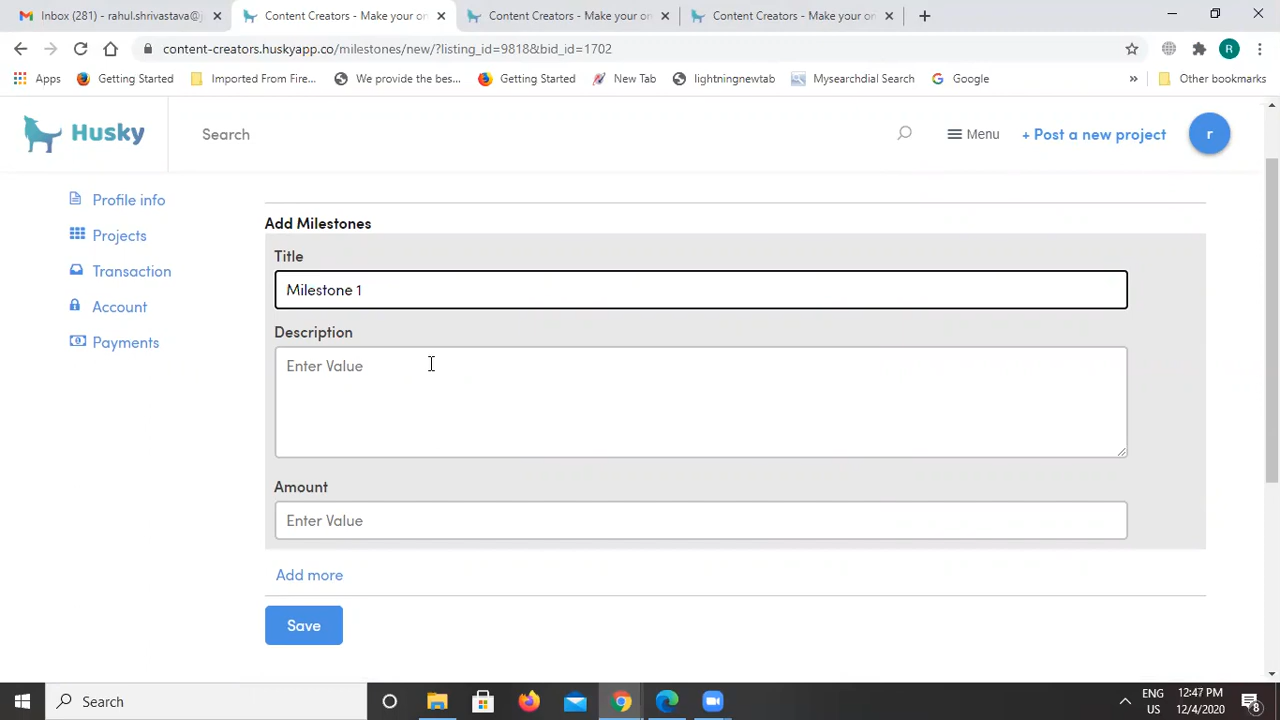 Inbox (281) - rahul.shrivastava@j
Content Creators - Make your on
Content Creators - Make your on
Content Creators - Make your on
content-creators.huskyapp.co/milestones/new/?listing_id=9818&bid_id=1702
R
Apps
Getting Started
Imported From Fire...
We provide the bes...
Getting Started
New Tab
lightningnewtab
Mysearchdial Search
Google
»
Other bookmarks
Husky
Search
Menu
+ Post a new project
r
Profile info
Projects
Transaction
Account
Payments
Add Milestones
Title
Milestone 1
Description
Enter Value
Amount
Enter Value
Add more
Save
Search
ENG
US
12:47 PM
12/4/2020
8